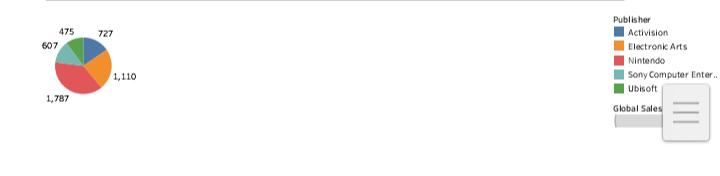 475
727
607
1,110
1,787
Publisher
Activision
Electronic Arts
Nintendo
Sony Computer Enter..
Ubisoft
Global Sales